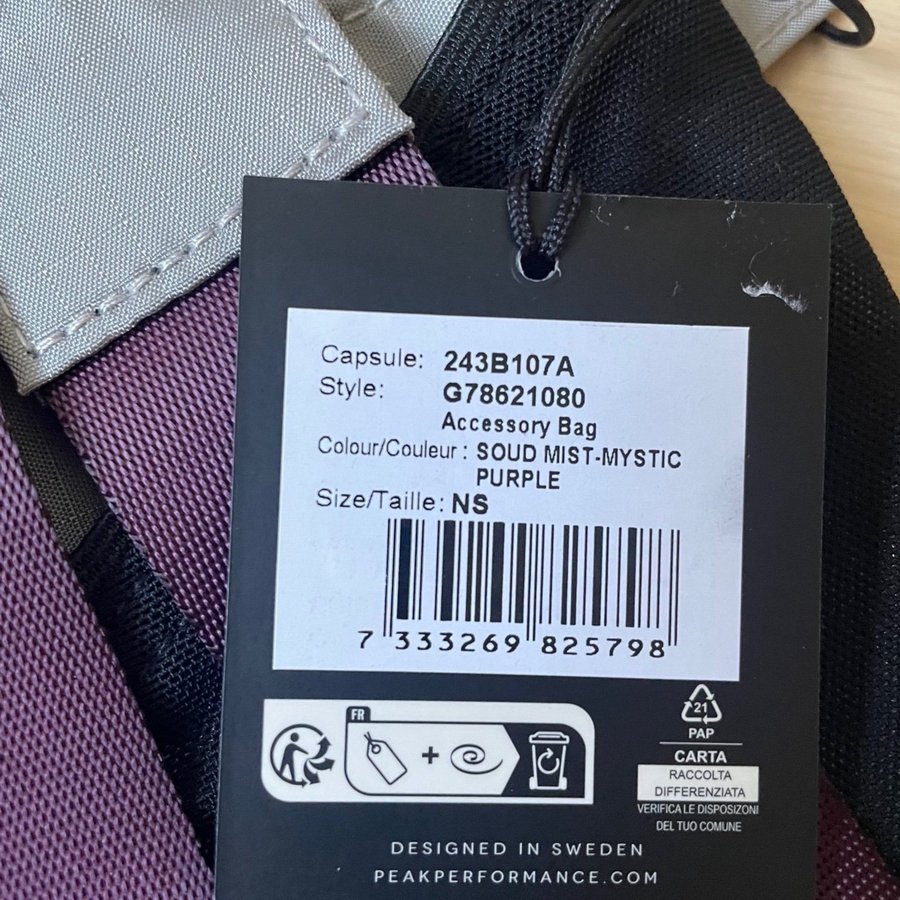 Capsule: 243B107A
Style: G78621080
Accessory Bag
Colour/Couleur : SOUD MIST-MYSTIC
PURPLE
Size/Taille: NS
7 333269 825798
FR
+
21
PAP
CARTA
RACCOLTA
DIFFERENZIATA
VERIFICA LE DISPOSIZONI
DEL TUO COMUNE
DESIGNED IN SWEDEN
PEAKPERFORMANCE.COM